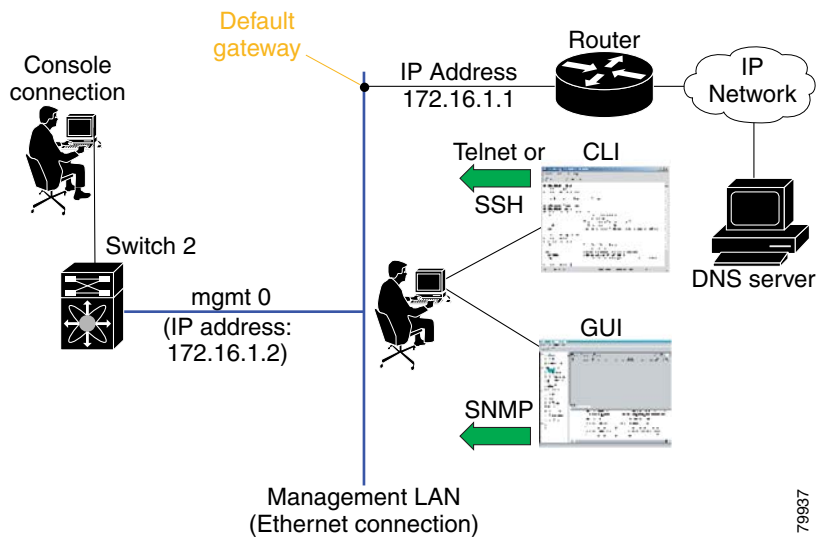 Default
gateway
Router
Console
connection
IP Address
172.16.1.1
IP
Network
Telnet or
CLI
SSH
Switch 2
DNS server
mgmt 0
(IP address:
172.16.1.2)
GUI
SNMP
Management LAN
(Ethernet connection)
79937